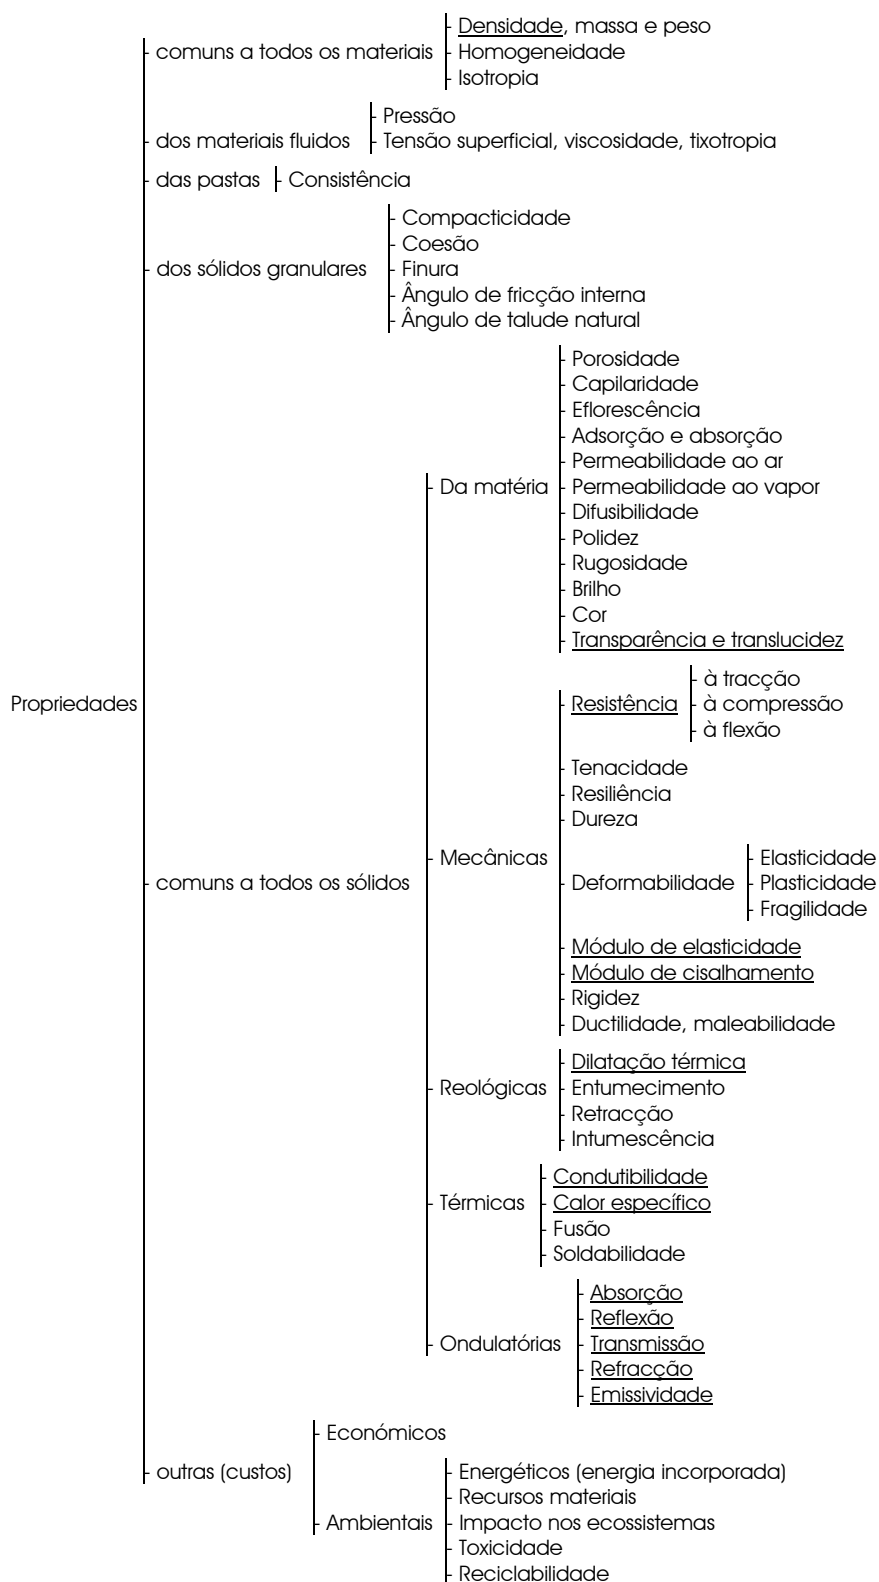 Propriedades
comuns a todos os materiais
Densidade, massa e peso
Homogeneidade
Isotropia
dos materiais fluidos
Pressão
Tensão superficial, viscosidade, tixotropia
das pastas
Consistência
dos sólidos granulares
Compacticidade
Coesão
Finura
Ângulo de fricção interna
Ângulo de talude natural
comuns a todos os sólidos
Da matéria
Porosidade
Capilaridade
Eflorescência
Adsorção e absorção
Permeabilidade ao ar
Permeabilidade ao vapor
Difusibilidade
Polidez
Rugosidade
Brilho
Cor
Transparência e translucidez
Mecânicas
Resistência
à tracção
à compressão
à flexão
Tenacidade
Resiliência
Dureza
Deformabilidade
Elasticidade
Plasticidade
Fragilidade
Módulo de elasticidade
Módulo de cisalhamento
Rigidez
Ductilidade, maleabilidade
Reológicas
Dilatação térmica
Entumecimento
Retracção
Intumescência
Térmicas
Condutibilidade
Calor específico
Fusão
Soldabilidade
Ondulatórias
Absorção
Reflexão
Transmissão
Refracção
Emissividade
outras (custos)
Económicos
Ambientais
Energéticos (energia incorporada)
Recursos materiais
Impacto nos ecossistemas
Toxicidade
Reciclabilidade